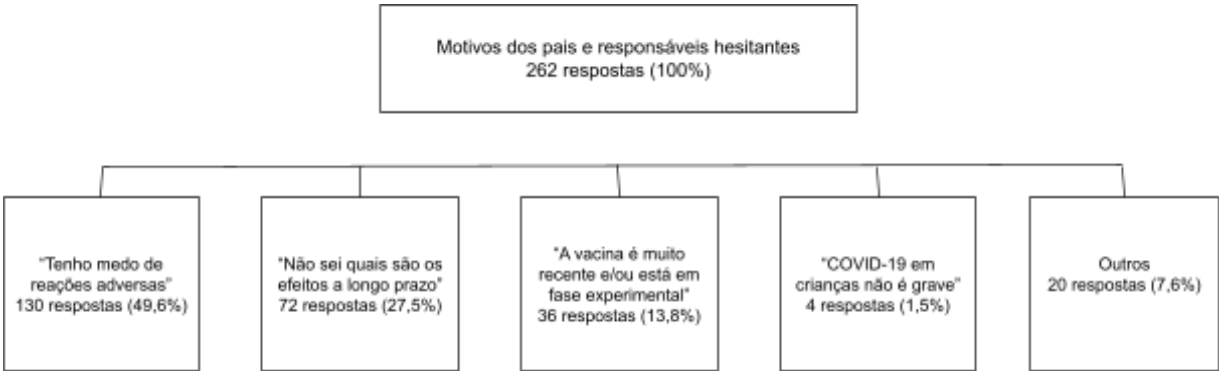 Motivos dos pais e responsáveis hesitantes
262 respostas (100%)
"Tenho medo de
reações adversas"
130 respostas (49,6%)
"Não sei quais são os
efeitos a longo prazo"
72 respostas (27,5%)
"A vacina é muito
recente e/ou está em
fase experimental"
36 respostas (13,8%)
"COVID-19 em
crianças não é grave"
4 respostas (1,5%)
Outros
20 respostas (7,6%)